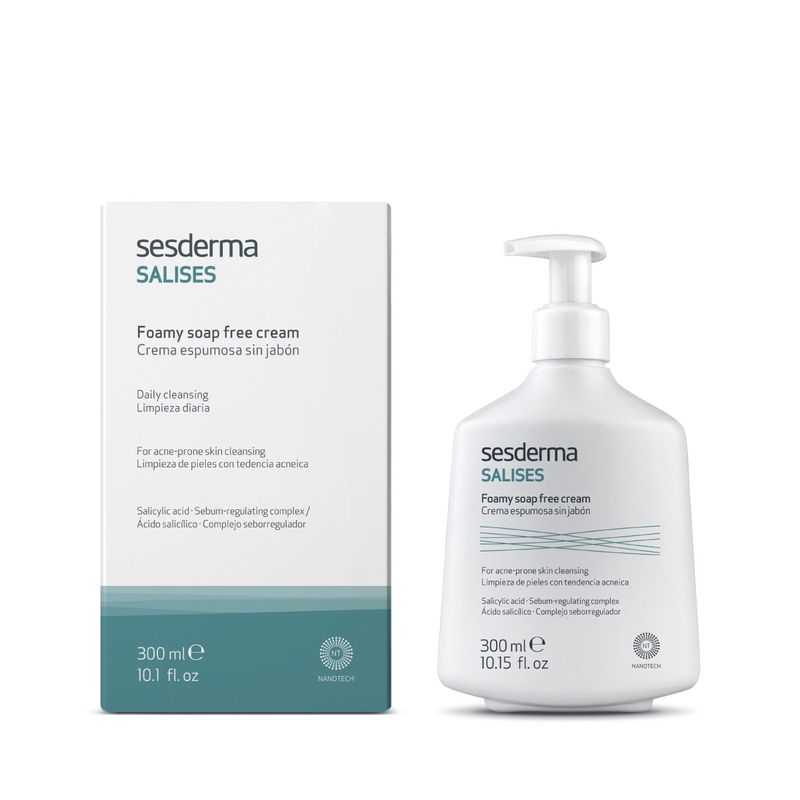 sesderma
SALISES
Foamy soap free cream
Crema espumosa sin jabón
Daily cleansing
Limpieza diaria
For acne-prone skin cleansing
Limpieza de pieles con tedencia acneica
Salicylic acid · Sebum-regulating complex /
Ácido salicílico · Complejo seborregulador
300 ml ℮
10.1 fl. oz
NT
NANOTECH
sesderma
SALISES
Foamy soap free cream
Crema espumosa sin jabón
For acne-prone skin cleansing
Limpieza de pieles con tendencia acneica
Salicylic acid · Sebum-regulating complex
Ácido salicílico · Complejo seborregulador
300 ml ℮
10.15 fl. oz
NT
NANOTECH